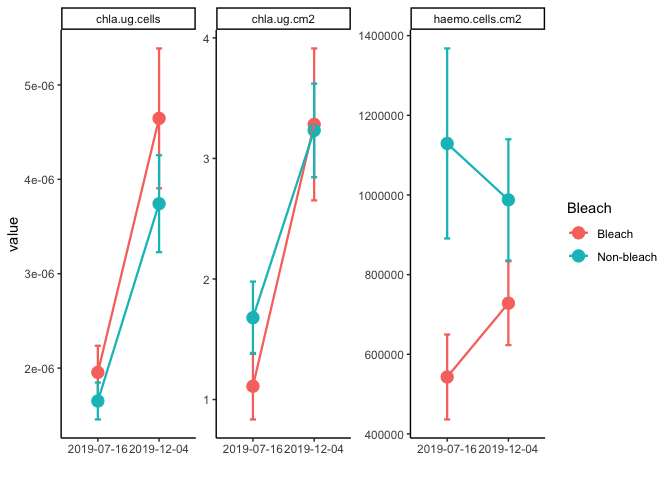 chla.ug.cells
chla.ug.cm2
haemo.cells.cm2
value
5e-06
4e-06
3e-06
2e-06
4
3
2
1
1400000
1200000
1000000
800000
600000
400000
2019-07-16 2019-12-04
2019-07-16 2019-12-04
2019-07-16 2019-12-04
Bleach
Bleach
Non-bleach